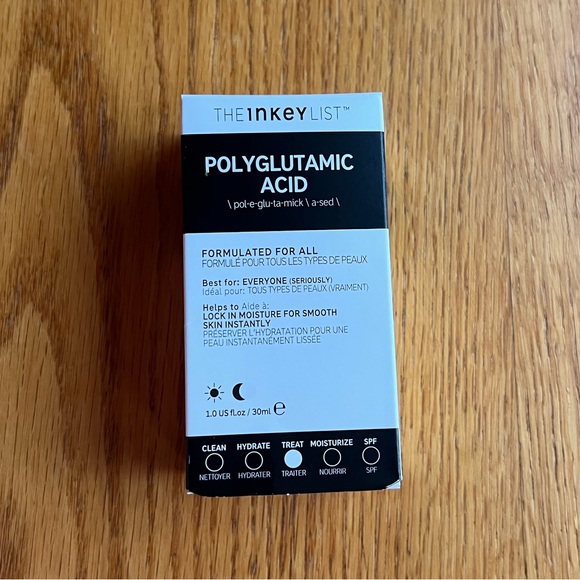 THE INKEY LIST™
POLYGLUTAMIC
ACID
\ pol·e·glu·ta·mick \ a·sed \
FORMULATED FOR ALL
FORMULÉ POUR TOUS LES TYPES DE PEAUX
Best for: EVERYONE (SERIOUSLY)
Idéal pour: TOUS TYPES DE PEAUX (VRAIMENT)
Helps to Aide à:
LOCK IN MOISTURE FOR SMOOTH
SKIN INSTANTLY
PRÉSERVER L'HYDRATATION POUR UNE
PEAU INSTANTANÉMENT LISSÉE
1.0 US fl.oz / 30ml ℮
CLEAN HYDRATE TREAT MOISTURIZE SPF
NETTOYER HYDRATER TRAITER NOURRIR SPF